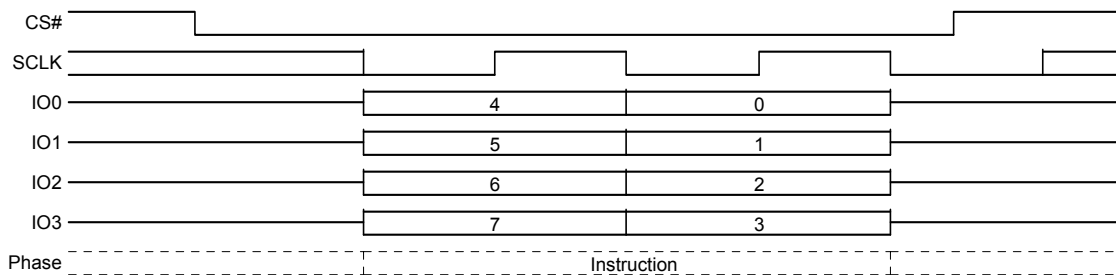 CS#
SCLK
IO0 4 0
IO1 5 1
IO2 6 2
IO3 7 3
Phase Instruction